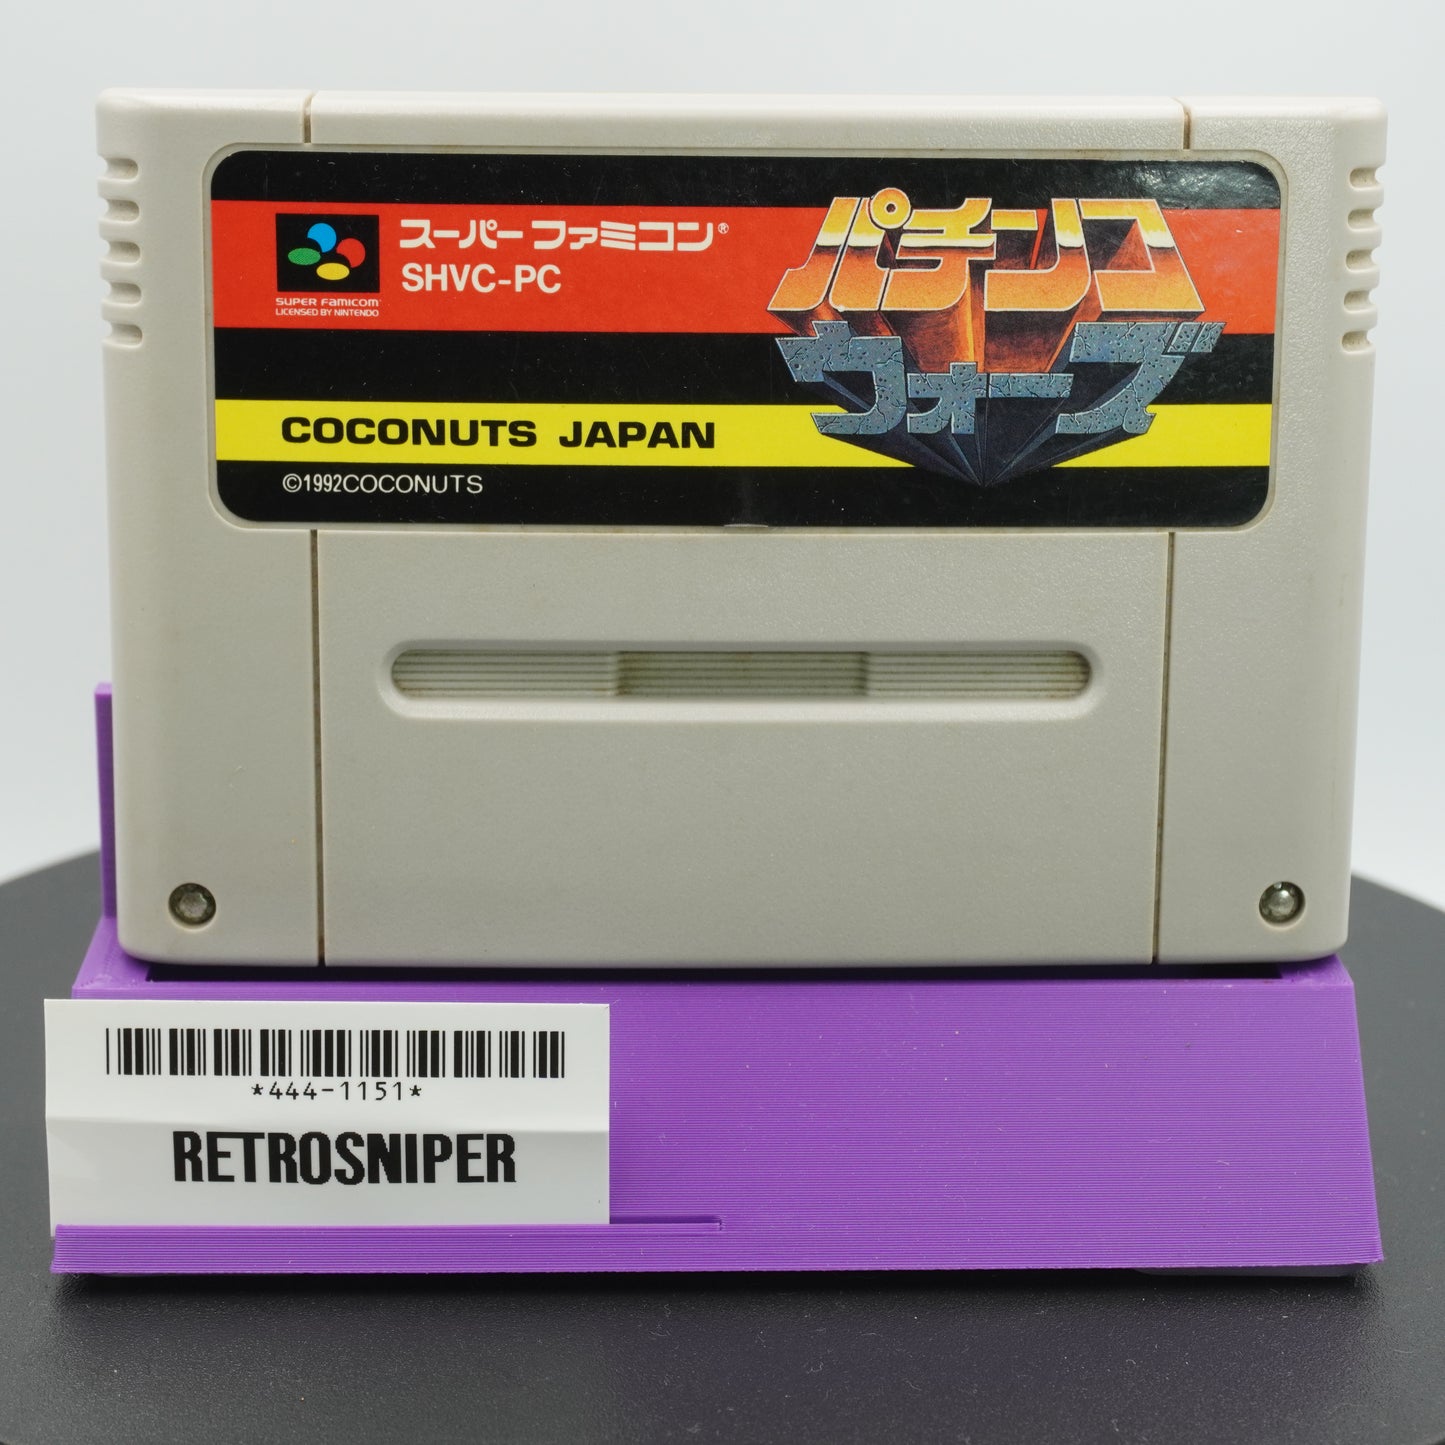 スーパーファミコン®
SHVC-PC
SUPER FAMICOM
LICENSED BY NINTENDO
パチンコ
ウォーズ
COCONUTS JAPAN
©1992COCONUTS
*444-1151*
RETROSNIPER